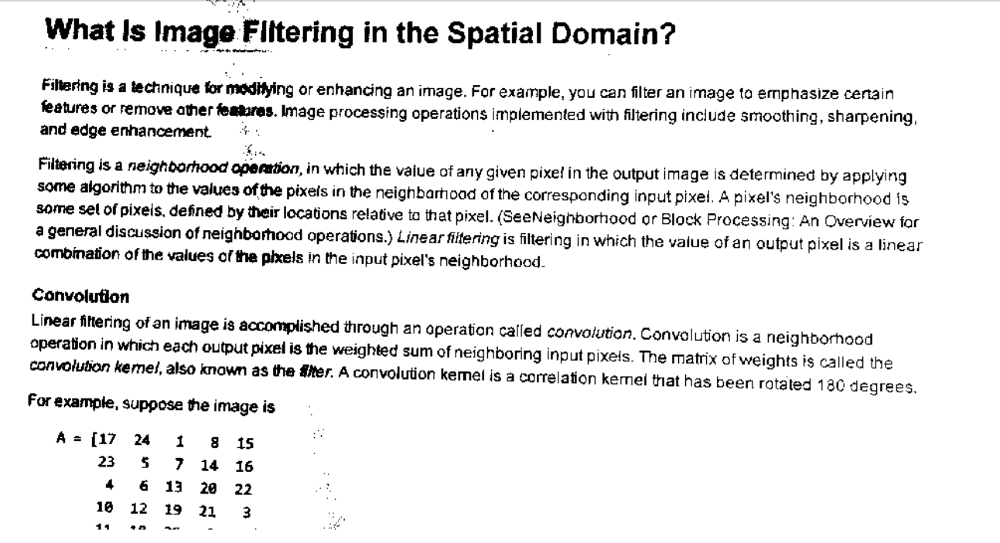 What Is Image Filtering in the Spatial Domain?
Filtering is a technique for modifying or enhancing an image. For example, you can filter an image to emphasize certain
features or remove other features. Image processing operations implemented with filtering include smoothing, sharpening,
and edge enhancement.
Filtering is a neighborhood operation, in which the value of any given pixel in the output image is determined by applying
some algorithm to the values of the pixels in the neighborhood of the corresponding input pixel. A pixel's neighborhood is
some set of pixels, defined by their locations relative to that pixel. (SeeNeighborhood or Block Processing: An Overview for
a general discussion of neighborhood operations.) Linear filtering is filtering in which the value of an output pixel is a linear
combination of the values of the pixels in the input pixel's neighborhood.
Convolution
Linear filtering of an image is accomplished through an operation called convolution. Convolution is a neighborhood
operation in which each output pixel is the weighted sum of neighboring input pixels. The matrix of weights is called the
convolution kernel, also known as the filter. A convolution kernel is a correlation kernel that has been rotated 180 degrees.
For example, suppose the image is
A = [17 24 1 8 15
23 5 7 14 16
4 6 13 20 22
10 12 19 21 3